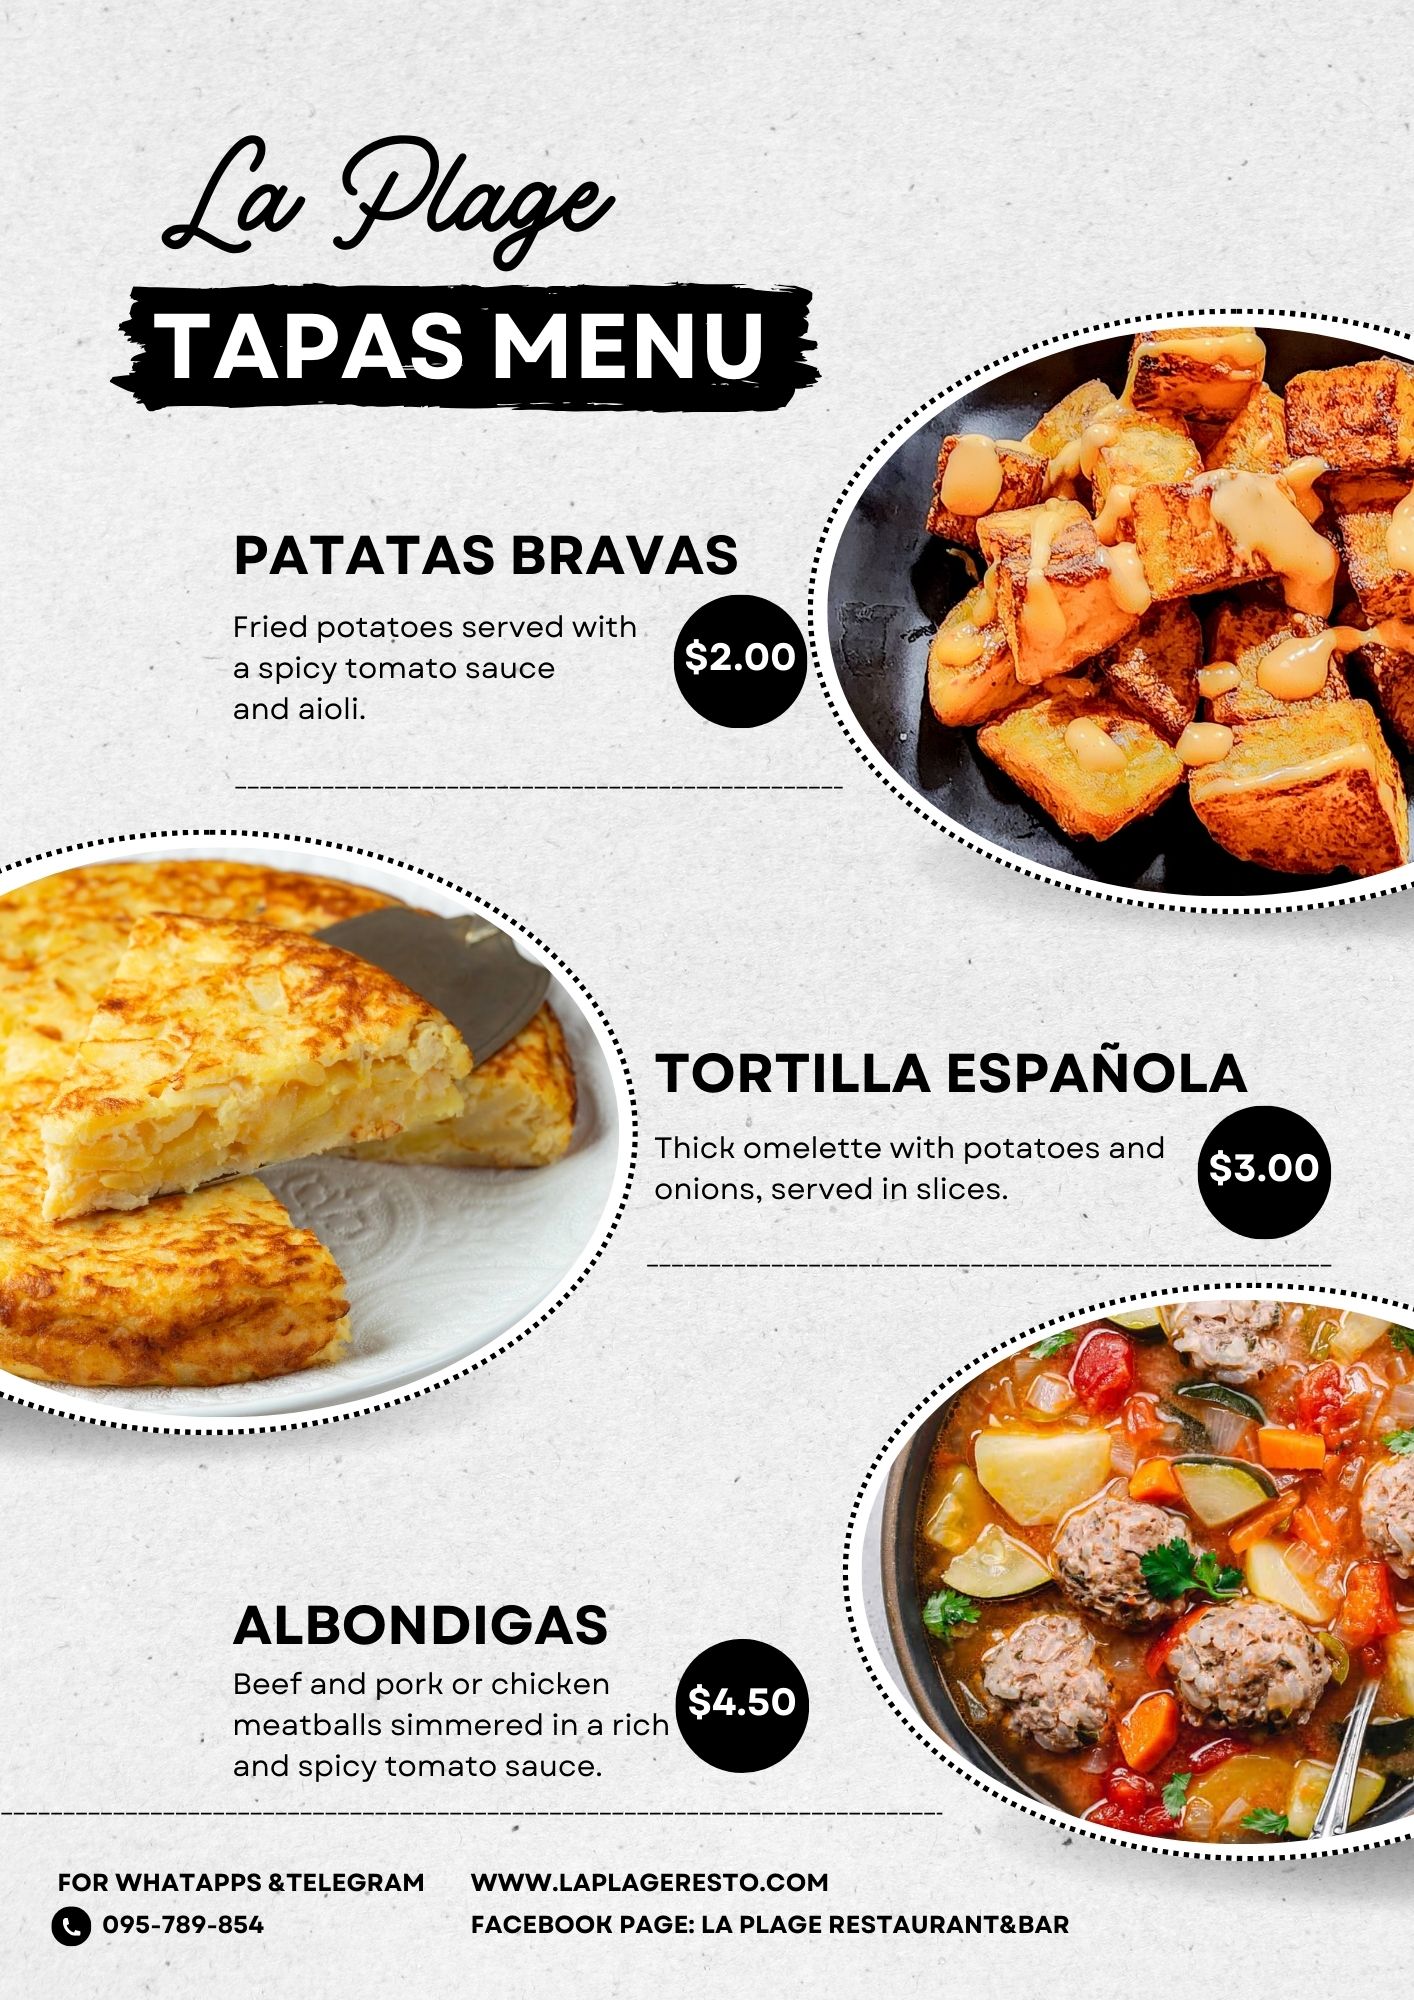 La Plage
TAPAS MENU
PATATAS BRAVAS
Fried potatoes served with
a spicy tomato sauce
and aioli.
$2.00
TORTILLA ESPAÑOLA
Thick omelette with potatoes and
onions, served in slices.
$3.00
ALBONDIGAS
Beef and pork or chicken
meatballs simmered in a rich
and spicy tomato sauce.
$4.50
FOR WHATAPPS &TELEGRAM
095-789-854
WWW.LAPLAGERESTO.COM
FACEBOOK PAGE: LA PLAGE RESTAURANT&BAR